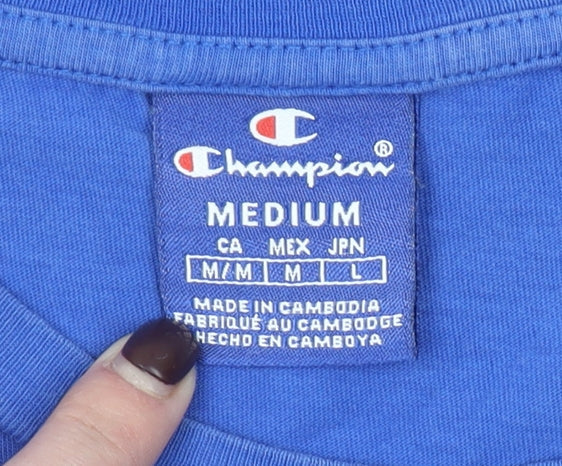 Champion®
MEDIUM
CA MEX JPN
M/M M L
MADE IN CAMBODIA
FABRIQUÉ AU CAMBODGE
HECHO EN CAMBOYA